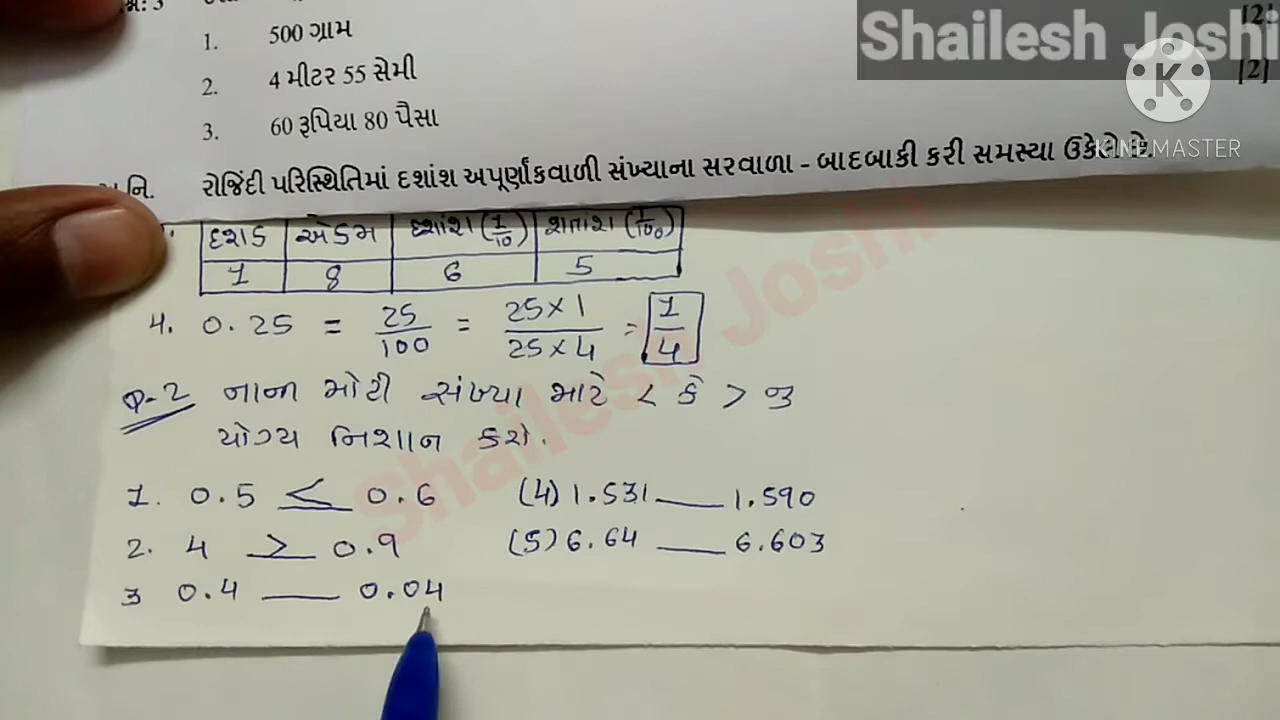 Shailesh Joshi
[2]
1. 500 ગ્રામ
2. 4 મીટર 55 સેમી [2]
3. 60 રૂપિયા 80 પૈસા
KINEMASTER
નિ. રોજિંદી પરિસ્થિતિમાં દશાંશ અપૂર્ણાંકવાળી સંખ્યાના સરવાળા - બાદબાકી કરી સમસ્યા ઉકેલે છે.
દશક એકમ દશાંશ (1/10) શતાંશ (1/100)
1 8 6 5
4. 0.25 = 25/100 = 25×1/25×4 = 1/4
Q-2 નાની મોટી સંખ્યા માટે < કે > નું
યોગ્ય નિશાન કરો.
1. 0.5 < 0.6 (4) 1.531 ___ 1.590
2. 4 > 0.9 (5) 6.64 ___ 6.603
3 0.4 ___ 0.04
Shailesh Joshi